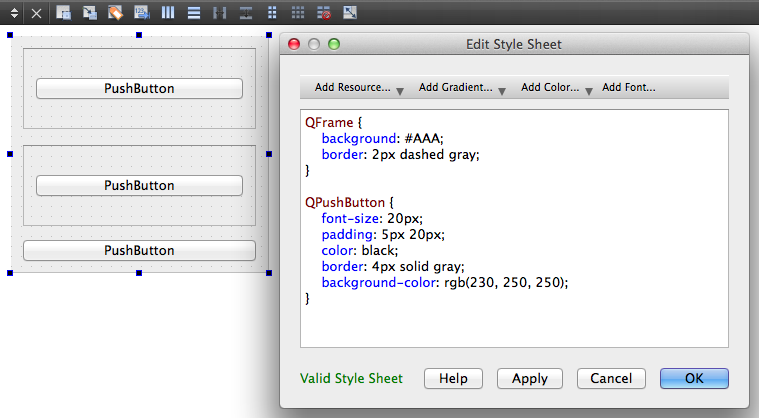 PushButton
PushButton
PushButton
Edit Style Sheet
Add Resource... Add Gradient... Add Color... Add Font...
QFrame {
background: #AAA;
border: 2px dashed gray;
}
QPushButton {
font-size: 20px;
padding: 5px 20px;
color: black;
border: 4px solid gray;
background-color: rgb(230, 250, 250);
}
Valid Style Sheet Help Apply Cancel OK